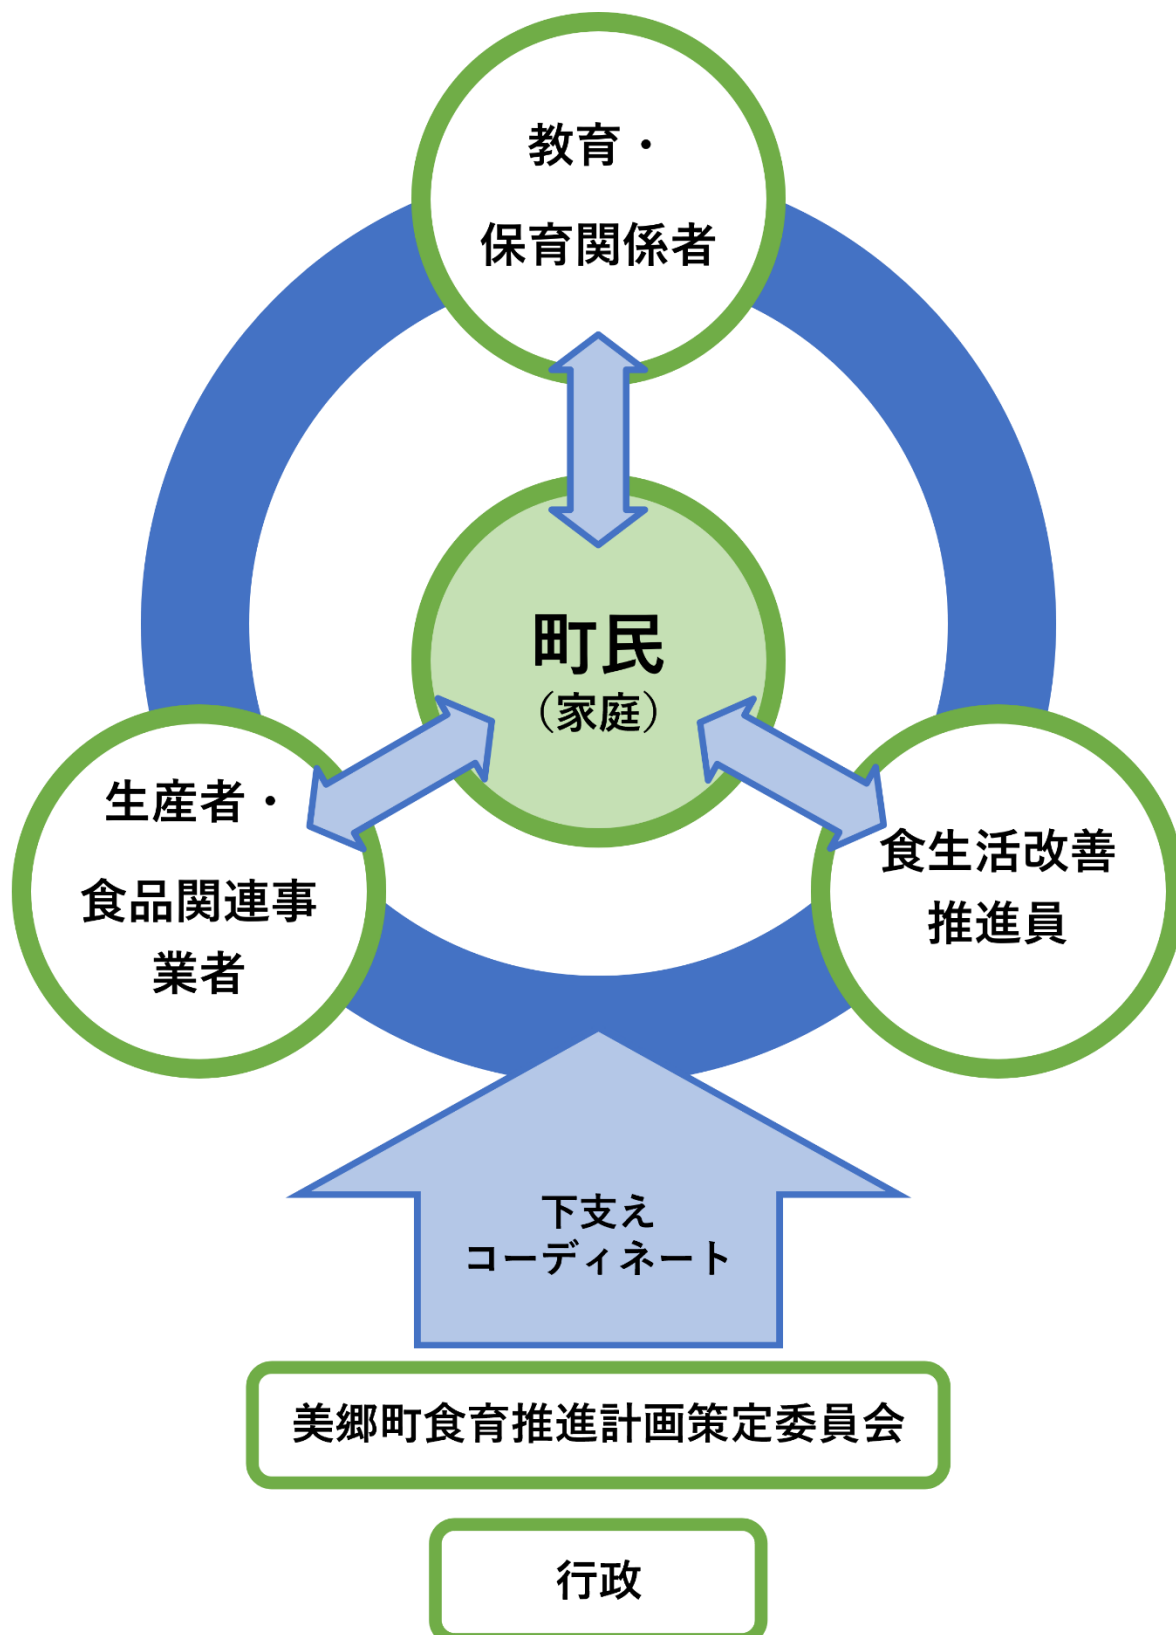 教育・
保育関係者
町民
（家庭）
生産者・
食品関連事
業者
食生活改善
推進員
下支え
コーディネート
美郷町食育推進計画策定委員会
行政